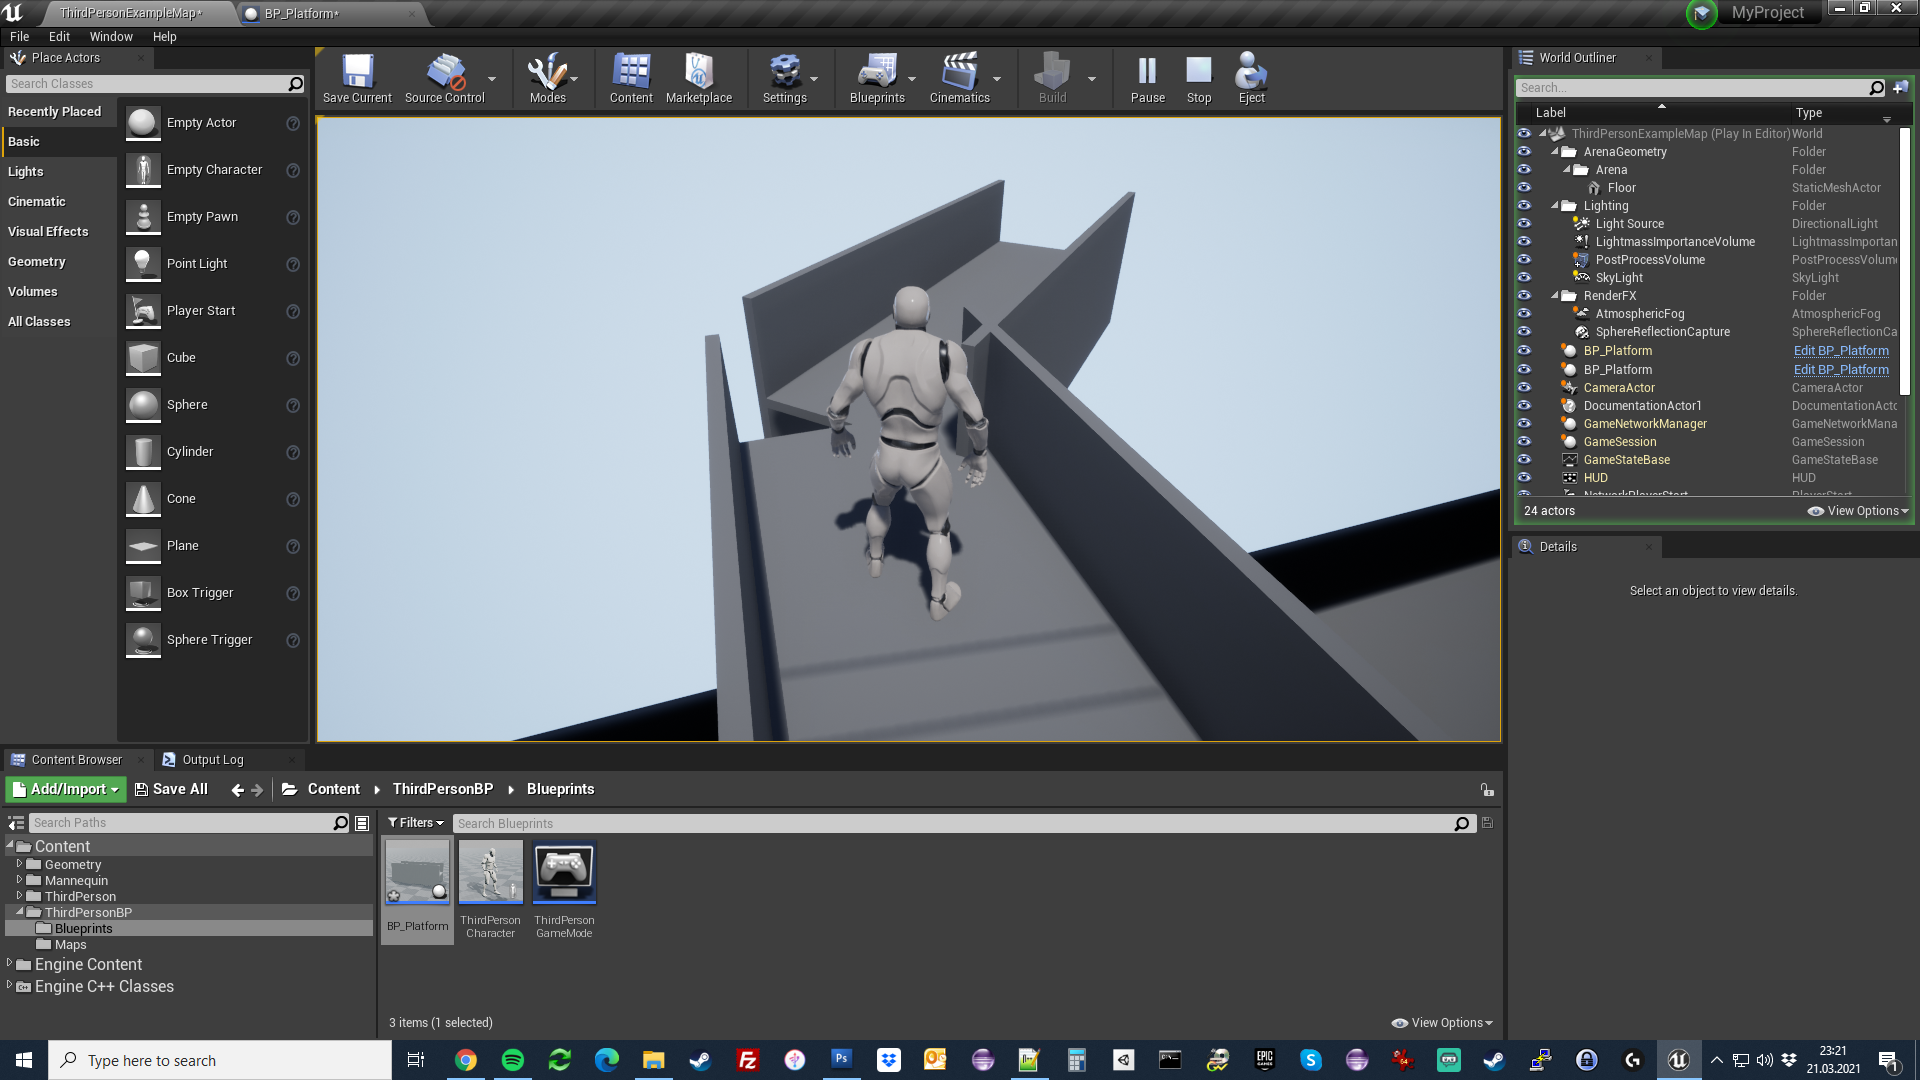 ThirdPersonExampleMap*
BP_Platform*
MyProject
File Edit Window Help
Place Actors
Search Classes
Recently Placed
Basic
Lights
Cinematic
Visual Effects
Geometry
Volumes
All Classes
Empty Actor
Empty Character
Empty Pawn
Point Light
Player Start
Cube
Sphere
Cylinder
Cone
Plane
Box Trigger
Sphere Trigger
Save Current
Source Control
Modes
Content
Marketplace
Settings
Blueprints
Cinematics
Build
Pause
Stop
Eject
World Outliner
Search...
Label Type
ThirdPersonExampleMap (Play In Editor) World
ArenaGeometry Folder
Arena Folder
Floor StaticMeshActor
Lighting Folder
Light Source DirectionalLight
LightmassImportanceVolume LightmassImportan
PostProcessVolume PostProcessVolume
SkyLight SkyLight
RenderFX Folder
AtmosphericFog AtmosphericFog
SphereReflectionCapture SphereReflectionCa
BP_Platform Edit BP_Platform
BP_Platform Edit BP_Platform
CameraActor CameraActor
DocumentationActor1 DocumentationActo
GameNetworkManager GameNetworkMana
GameSession GameSession
GameStateBase GameStateBase
HUD HUD
NetworkPlayerStart PlayerStart
24 actors
View Options
Details
Select an object to view details.
Content Browser
Output Log
Add/Import
Save All
Content
ThirdPersonBP
Blueprints
Search Paths
Content
Geometry
Mannequin
ThirdPerson
ThirdPersonBP
Blueprints
Maps
Engine Content
Engine C++ Classes
Filters
Search Blueprints
BP_Platform
ThirdPerson
Character
ThirdPerson
GameMode
3 items (1 selected)
View Options
Type here to search
23:21
21.03.2021